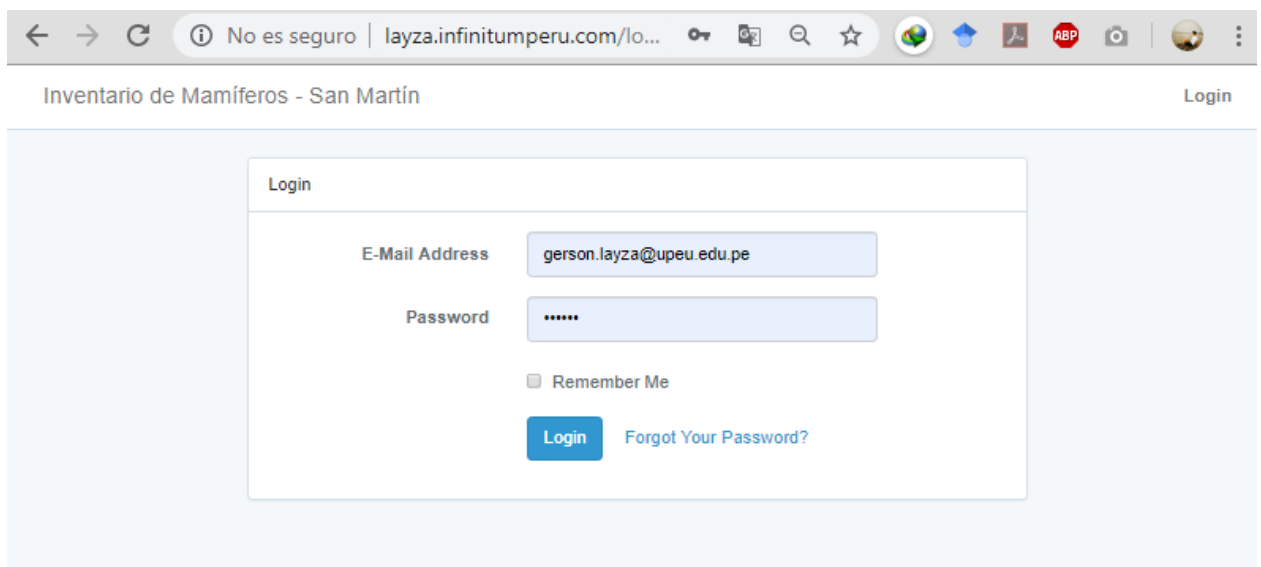 No es seguro | layza.infinitumperu.com/lo...
ABP
Inventario de Mamíferos - San Martín
Login
Login
E-Mail Address
gerson.layza@upeu.edu.pe
Password
••••••
Remember Me
Login
Forgot Your Password?